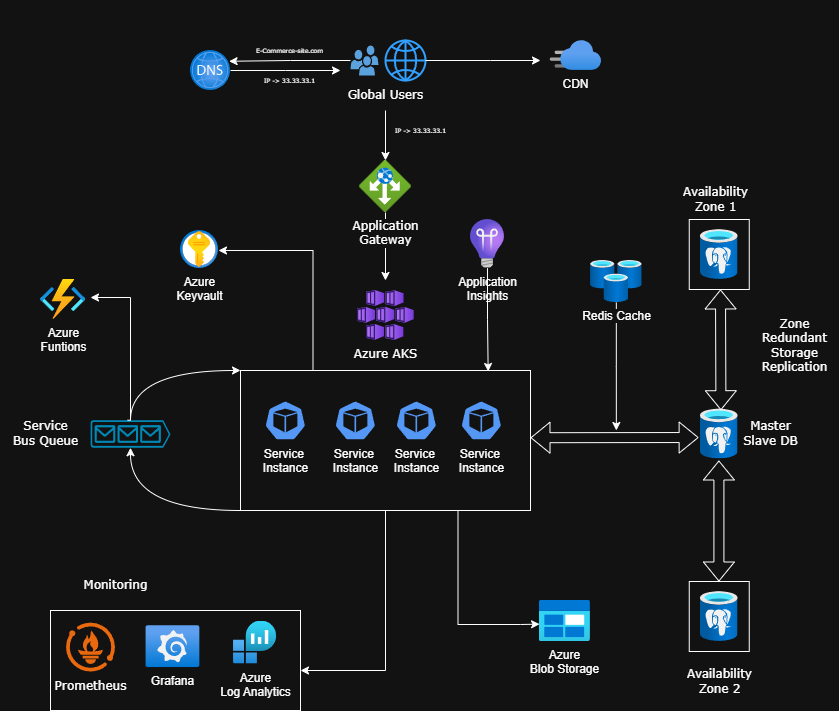 E-Commerce-site.com
DNS
IP -> 33.33.33.1
Global Users
CDN
IP -> 33.33.33.1
Application
Gateway
Availability
Zone 1
Azure
Keyvault
Application
Insights
Redis Cache
Azure
Funtions
Azure AKS
Zone
Redundant
Storage
Replication
Service
Bus Queue
Service
Instance
Service
Instance
Service
Instance
Service
Instance
Master
Slave DB
Monitoring
Prometheus
Grafana
Azure
Log Analytics
Azure
Blob Storage
Availability
Zone 2